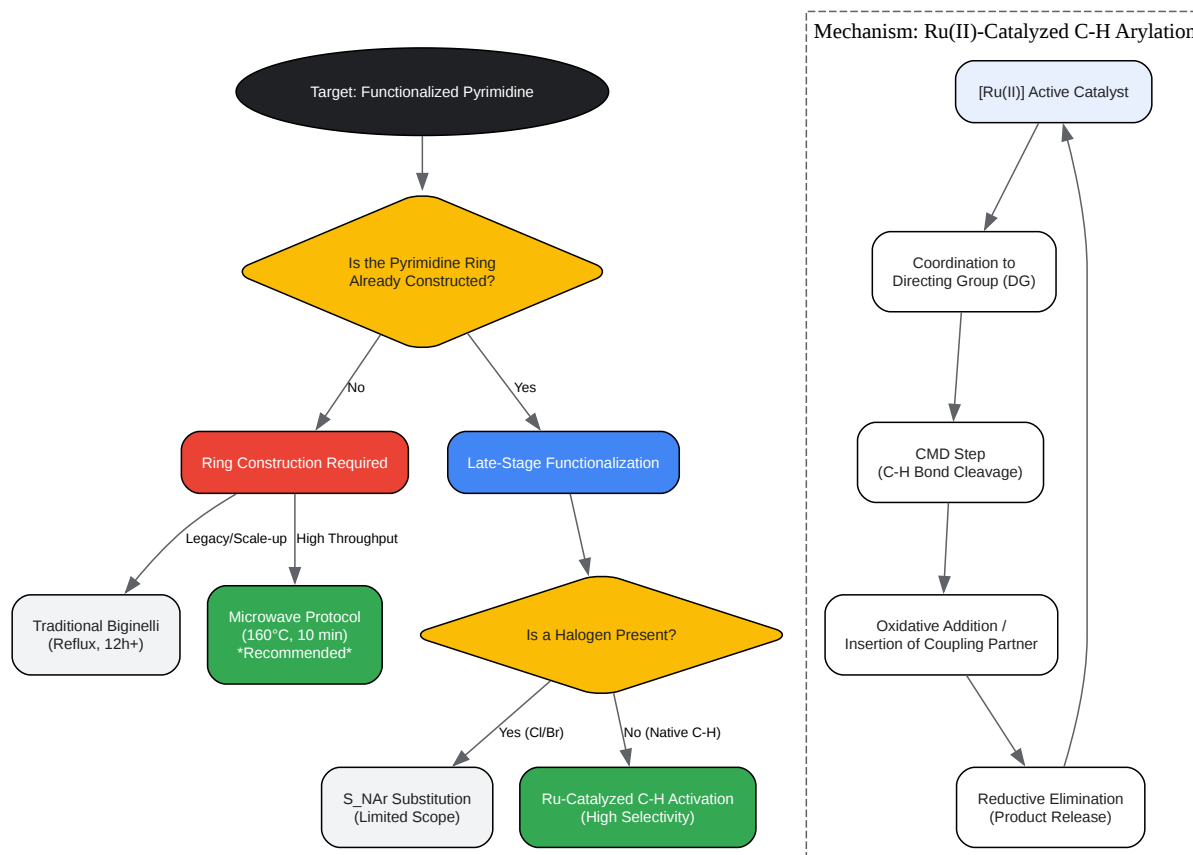 Target: Functionalized Pyrimidine
Is the Pyrimidine Ring
Already Constructed?
No
Yes
Ring Construction Required
Late-Stage Functionalization
Legacy/Scale-up
High Throughput
Traditional Biginelli
(Reflux, 12h+)
Microwave Protocol
(160°C, 10 min)
*Recommended*
Is a Halogen Present?
Yes (Cl/Br)
No (Native C-H)
S_NAr Substitution
(Limited Scope)
Ru-Catalyzed C-H Activation
(High Selectivity)
Mechanism: Ru(II)-Catalyzed C-H Arylation
[Ru(II)] Active Catalyst
Coordination to
Directing Group (DG)
CMD Step
(C-H Bond Cleavage)
Oxidative Addition /
Insertion of Coupling Partner
Reductive Elimination
(Product Release)